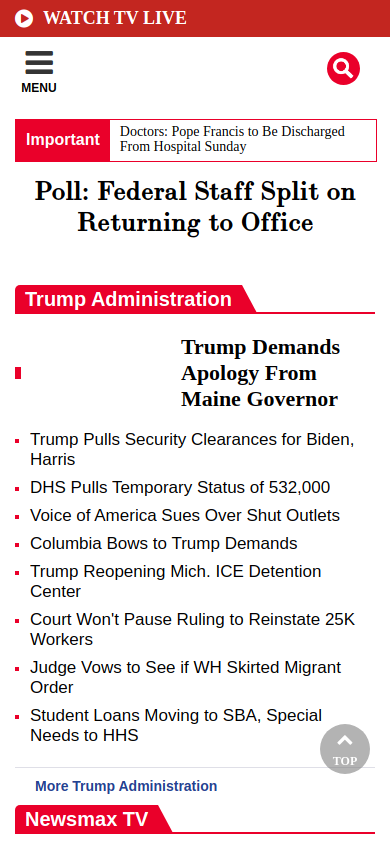 WATCH TV LIVE
MENU
Important
Doctors: Pope Francis to Be Discharged
From Hospital Sunday
Poll: Federal Staff Split on
Returning to Office
Trump Administration
Trump Demands
Apology From
Maine Governor
Trump Pulls Security Clearances for Biden,
Harris
DHS Pulls Temporary Status of 532,000
Voice of America Sues Over Shut Outlets
Columbia Bows to Trump Demands
Trump Reopening Mich. ICE Detention
Center
Court Won't Pause Ruling to Reinstate 25K
Workers
Judge Vows to See if WH Skirted Migrant
Order
Student Loans Moving to SBA, Special
Needs to HHS
TOP
More Trump Administration
Newsmax TV